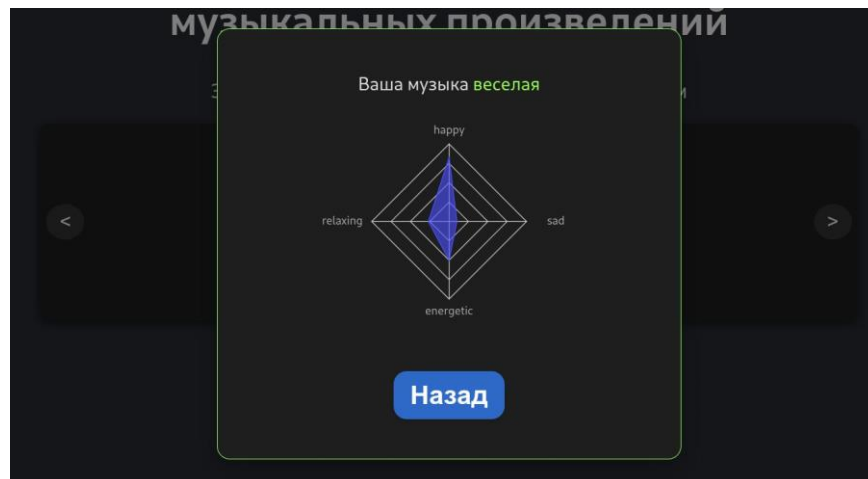 музыкальных произведений
Ваша музыка веселая
happy
relaxing
sad
<
>
energetic
Назад